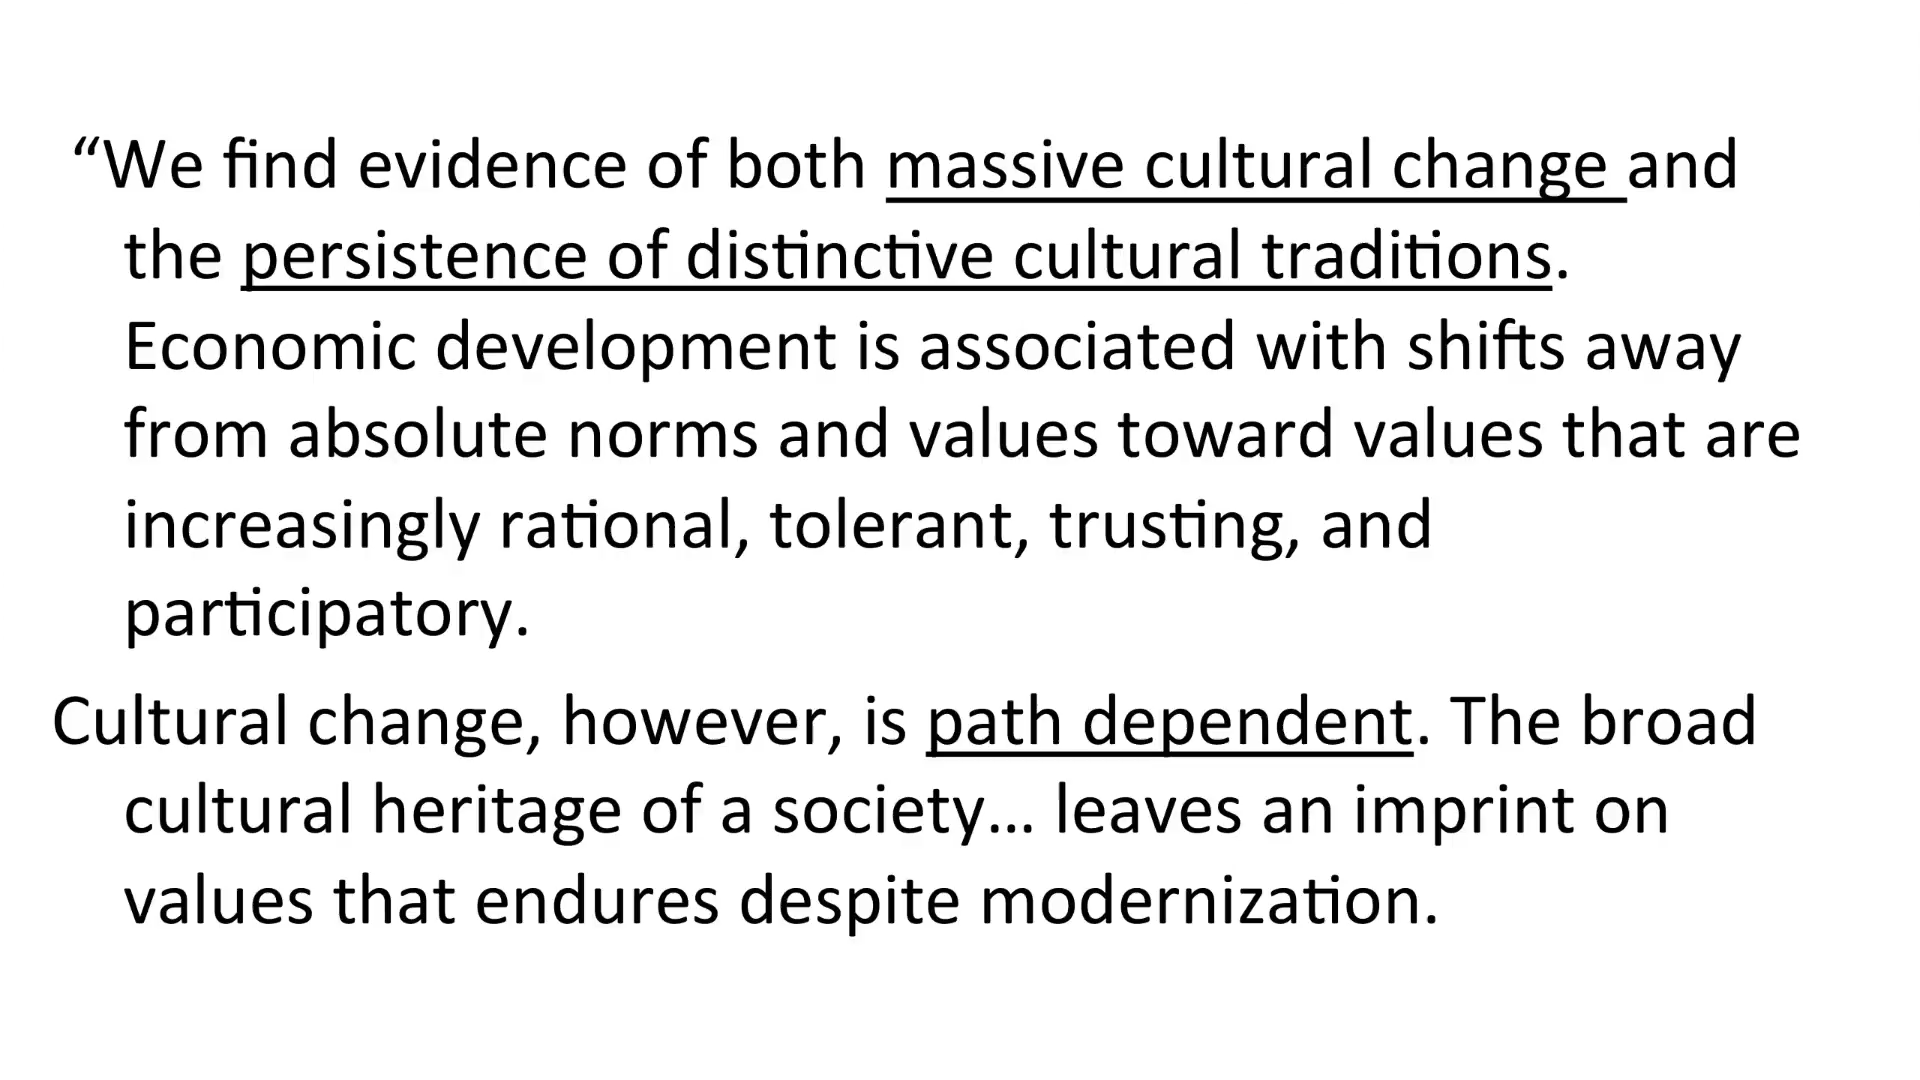 “We find evidence of both massive cultural change and
the persistence of distinctive cultural traditions.
Economic development is associated with shifts away
from absolute norms and values toward values that are
increasingly rational, tolerant, trusting, and
participatory.
Cultural change, however, is path dependent. The broad
cultural heritage of a society… leaves an imprint on
values that endures despite modernization.